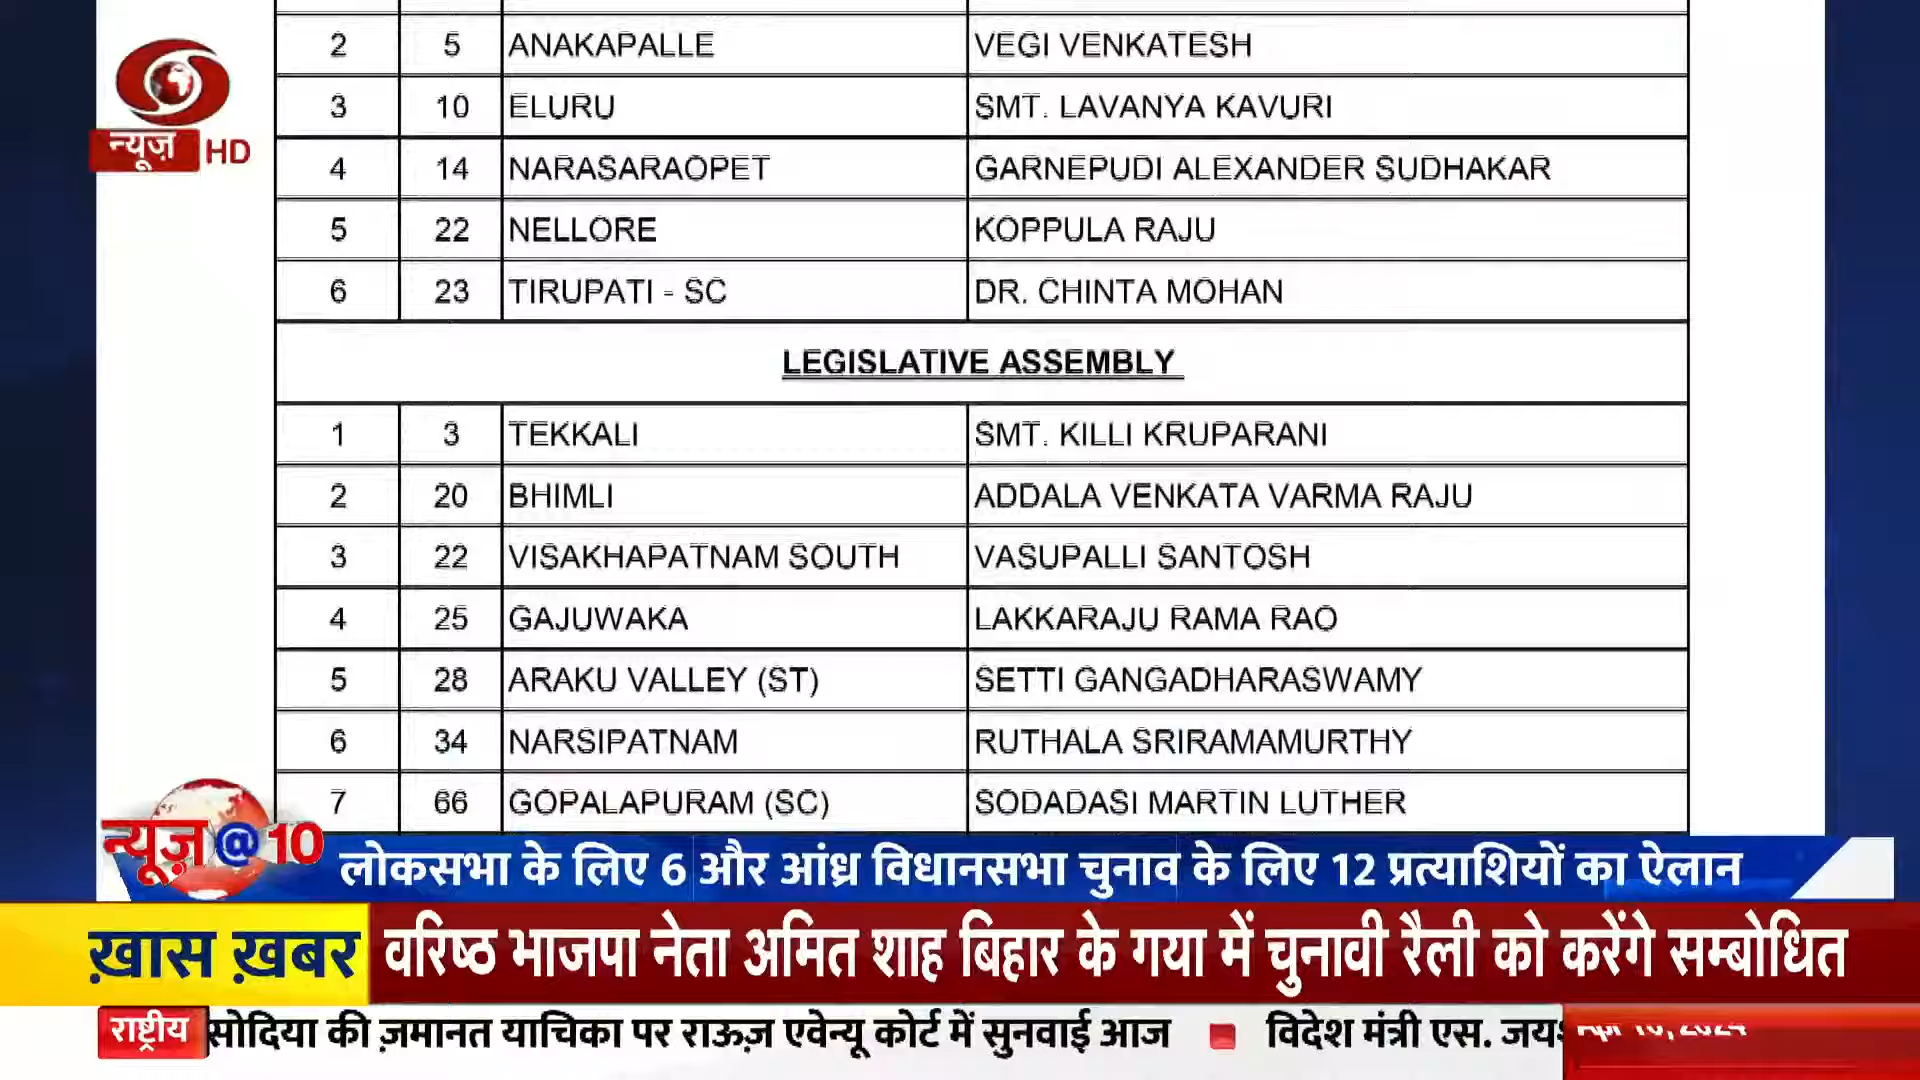 2 5 ANAKAPALLE VEGI VENKATESH
3 10 ELURU SMT. LAVANYA KAVURI
4 14 NARASARAOPET GARNEPUDI ALEXANDER SUDHAKAR
5 22 NELLORE KOPPULA RAJU
6 23 TIRUPATI - SC DR. CHINTA MOHAN
LEGISLATIVE ASSEMBLY
1 3 TEKKALI SMT. KILLI KRUPARANI
2 20 BHIMLI ADDALA VENKATA VARMA RAJU
3 22 VISAKHAPATNAM SOUTH VASUPALLI SANTOSH
4 25 GAJUWAKA LAKKARAJU RAMA RAO
5 28 ARAKU VALLEY (ST) SETTI GANGADHARASWAMY
6 34 NARSIPATNAM RUTHALA SRIRAMAMURTHY
7 66 GOPALAPURAM (SC) SODADASI MARTIN LUTHER
न्यूज़ HD
न्यूज़@10
लोकसभा के लिए 6 और आंध्र विधानसभा चुनाव के लिए 12 प्रत्याशियों का ऐलान
ख़ास ख़बर वरिष्ठ भाजपा नेता अमित शाह बिहार के गया में चुनावी रैली को करेंगे सम्बोधित
राष्ट्रीय सोदिया की ज़मानत याचिका पर राऊज़ एवेन्यू कोर्ट में सुनवाई आज विदेश मंत्री एस.